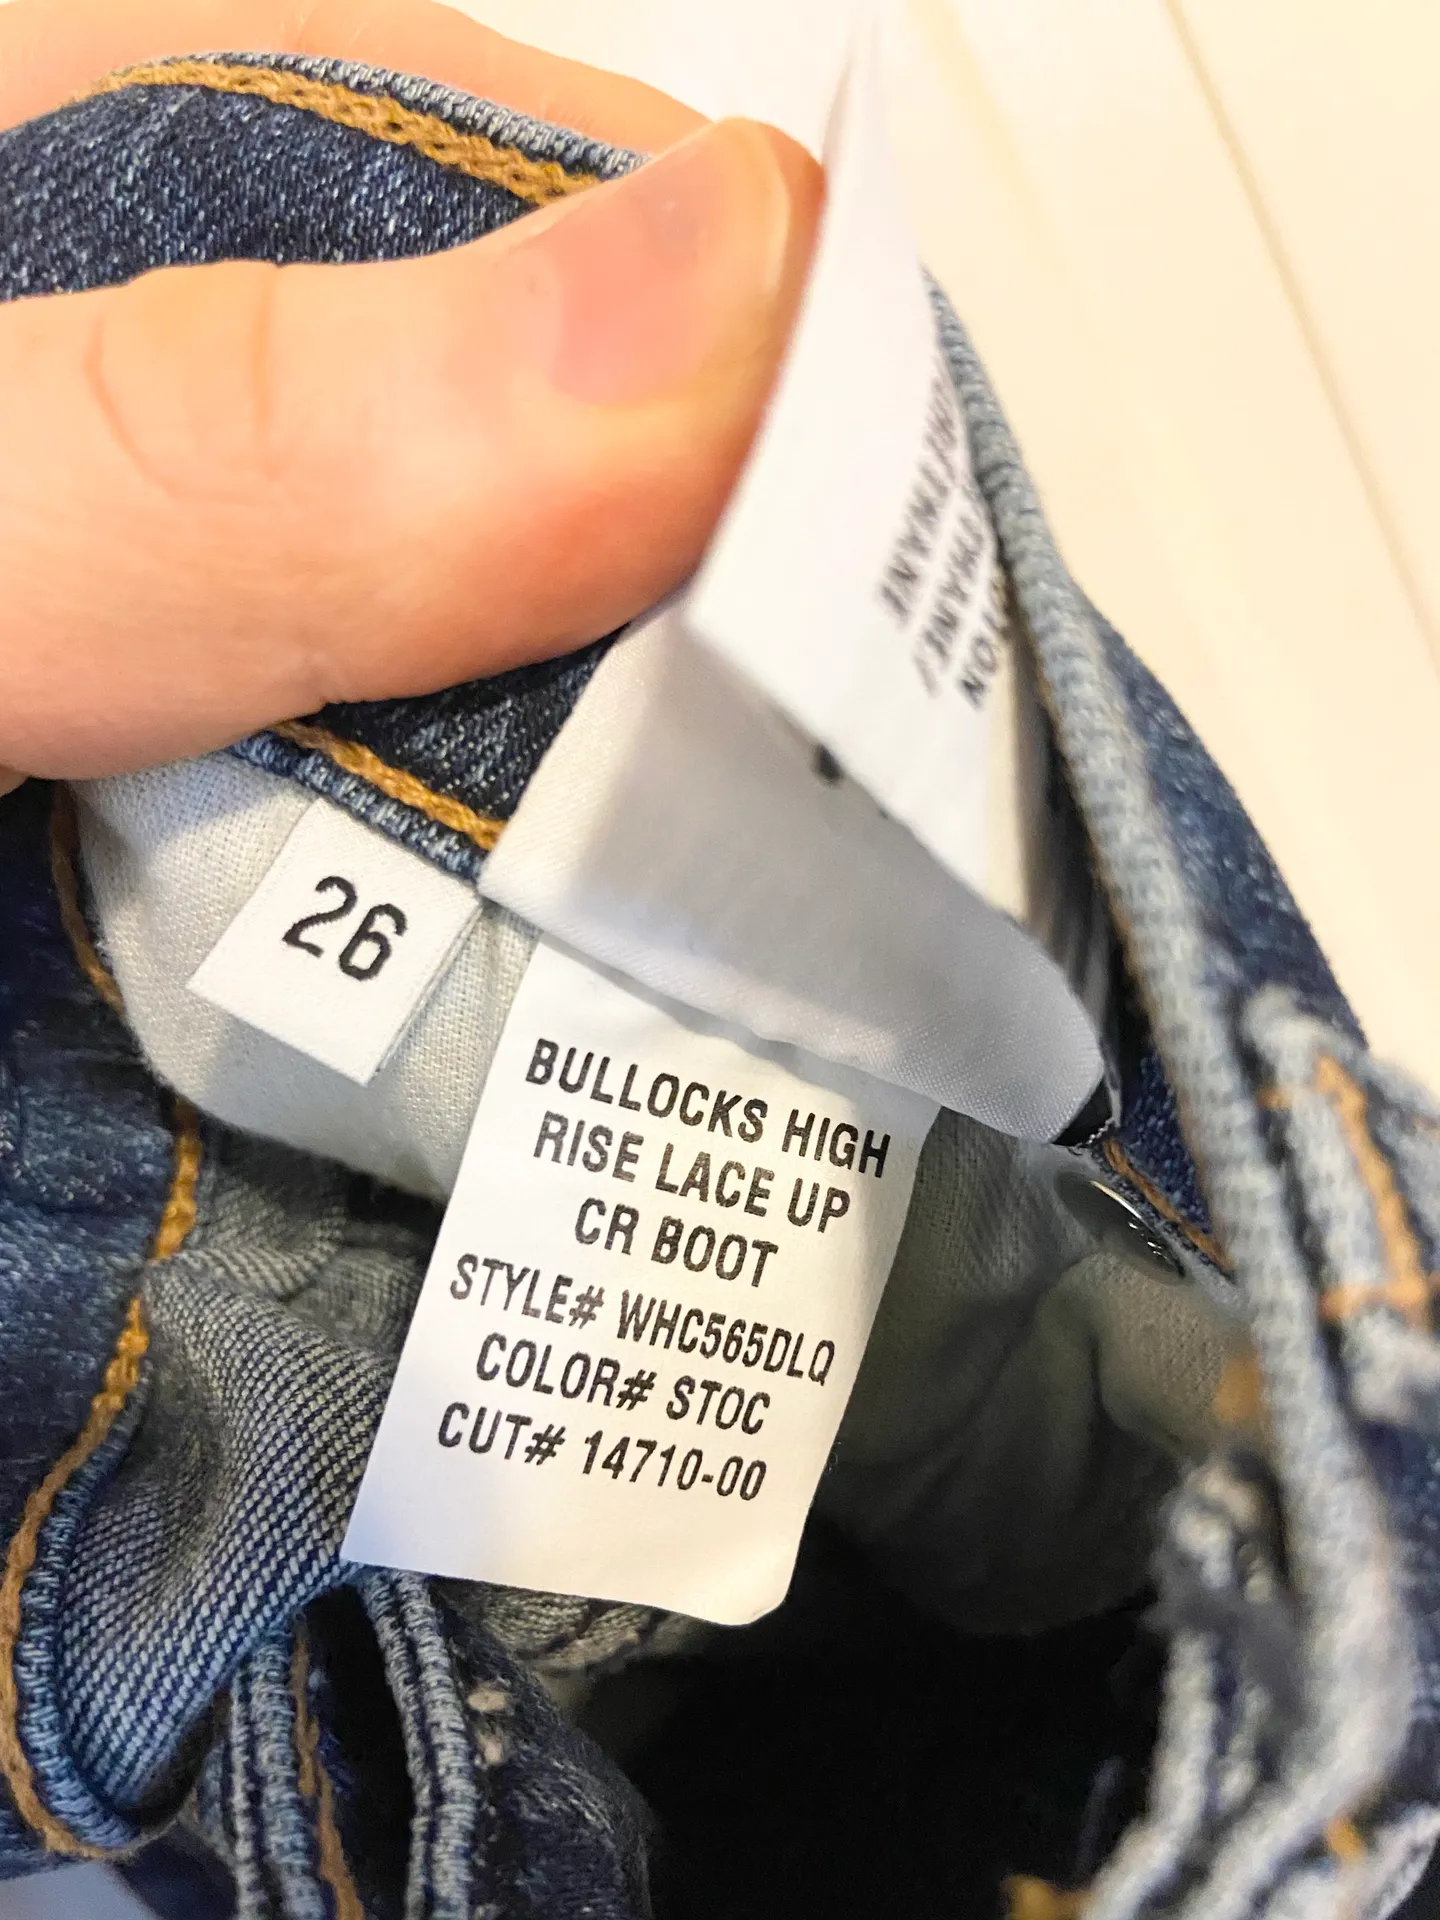 26
BULLOCKS HIGH
RISE LACE UP
CR BOOT
STYLE# WHC565DLQ
COLOR# STOC
CUT# 14710-00